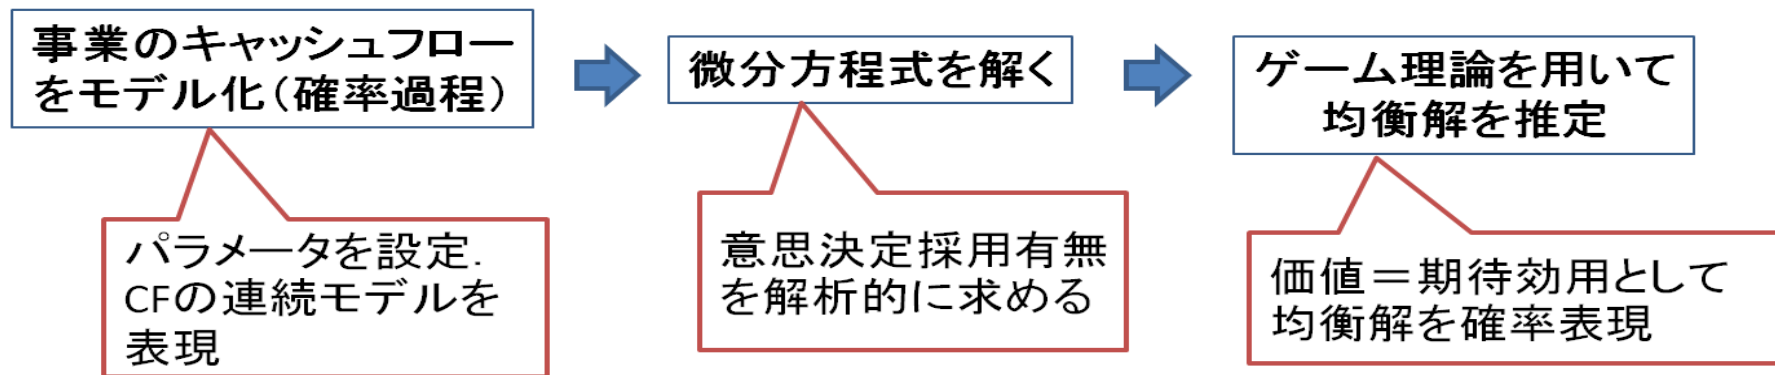 事業のキャッシュフロー
をモデル化(確率過程)
微分方程式を解く
ゲーム理論を用いて
均衡解を推定
パラメータを設定.
CFの連続モデルを
表現
意思決定採用有無
を解析的に求める
価値＝期待効用として
均衡解を確率表現